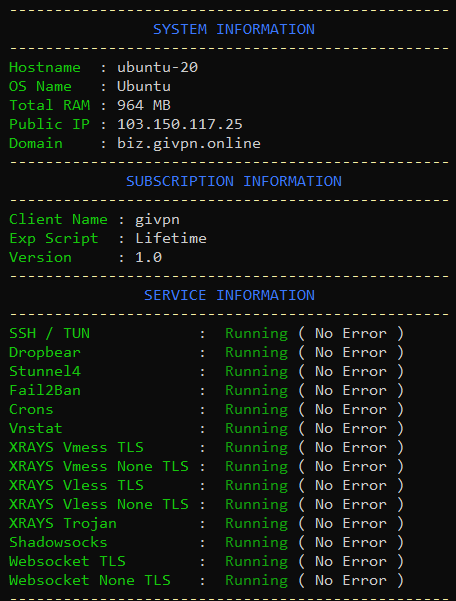 -------------------------------------------------
SYSTEM INFORMATION
-------------------------------------------------
Hostname : ubuntu-20
OS Name : Ubuntu
Total RAM : 964 MB
Public IP : 103.150.117.25
Domain : biz.givpn.online
-------------------------------------------------
SUBSCRIPTION INFORMATION
-------------------------------------------------
Client Name : givpn
Exp Script : Lifetime
Version : 1.0
-------------------------------------------------
SERVICE INFORMATION
-------------------------------------------------
SSH / TUN : Running ( No Error )
Dropbear : Running ( No Error )
Stunnel4 : Running ( No Error )
Fail2Ban : Running ( No Error )
Crons : Running ( No Error )
Vnstat : Running ( No Error )
XRAYS Vmess TLS : Running ( No Error )
XRAYS Vmess None TLS : Running ( No Error )
XRAYS Vless TLS : Running ( No Error )
XRAYS Vless None TLS : Running ( No Error )
XRAYS Trojan : Running ( No Error )
Shadowsocks : Running ( No Error )
Websocket TLS : Running ( No Error )
Websocket None TLS : Running ( No Error )
-------------------------------------------------